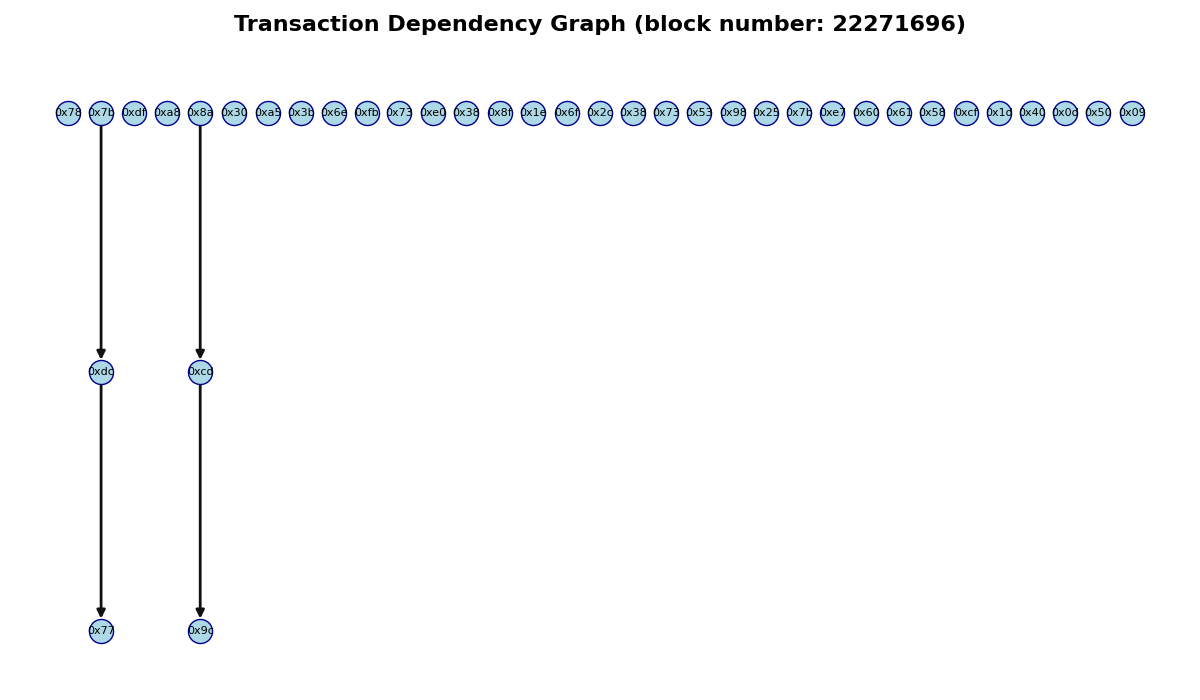 Transaction Dependency Graph (block number: 22271696)
0x78 0x7b 0xdf 0xa8 0x8a 0x30 0xa5 0x3b 0x6e 0xfb 0x73 0xe0 0x38 0x8f 0x1e 0x6f 0x2c 0x38 0x73 0x53 0x98 0x25 0x7b 0xe7 0x60 0x61 0x58 0xcf 0x1d 0x40 0x0d 0x50 0x09
0xdc 0xcd
0x77 0x9c